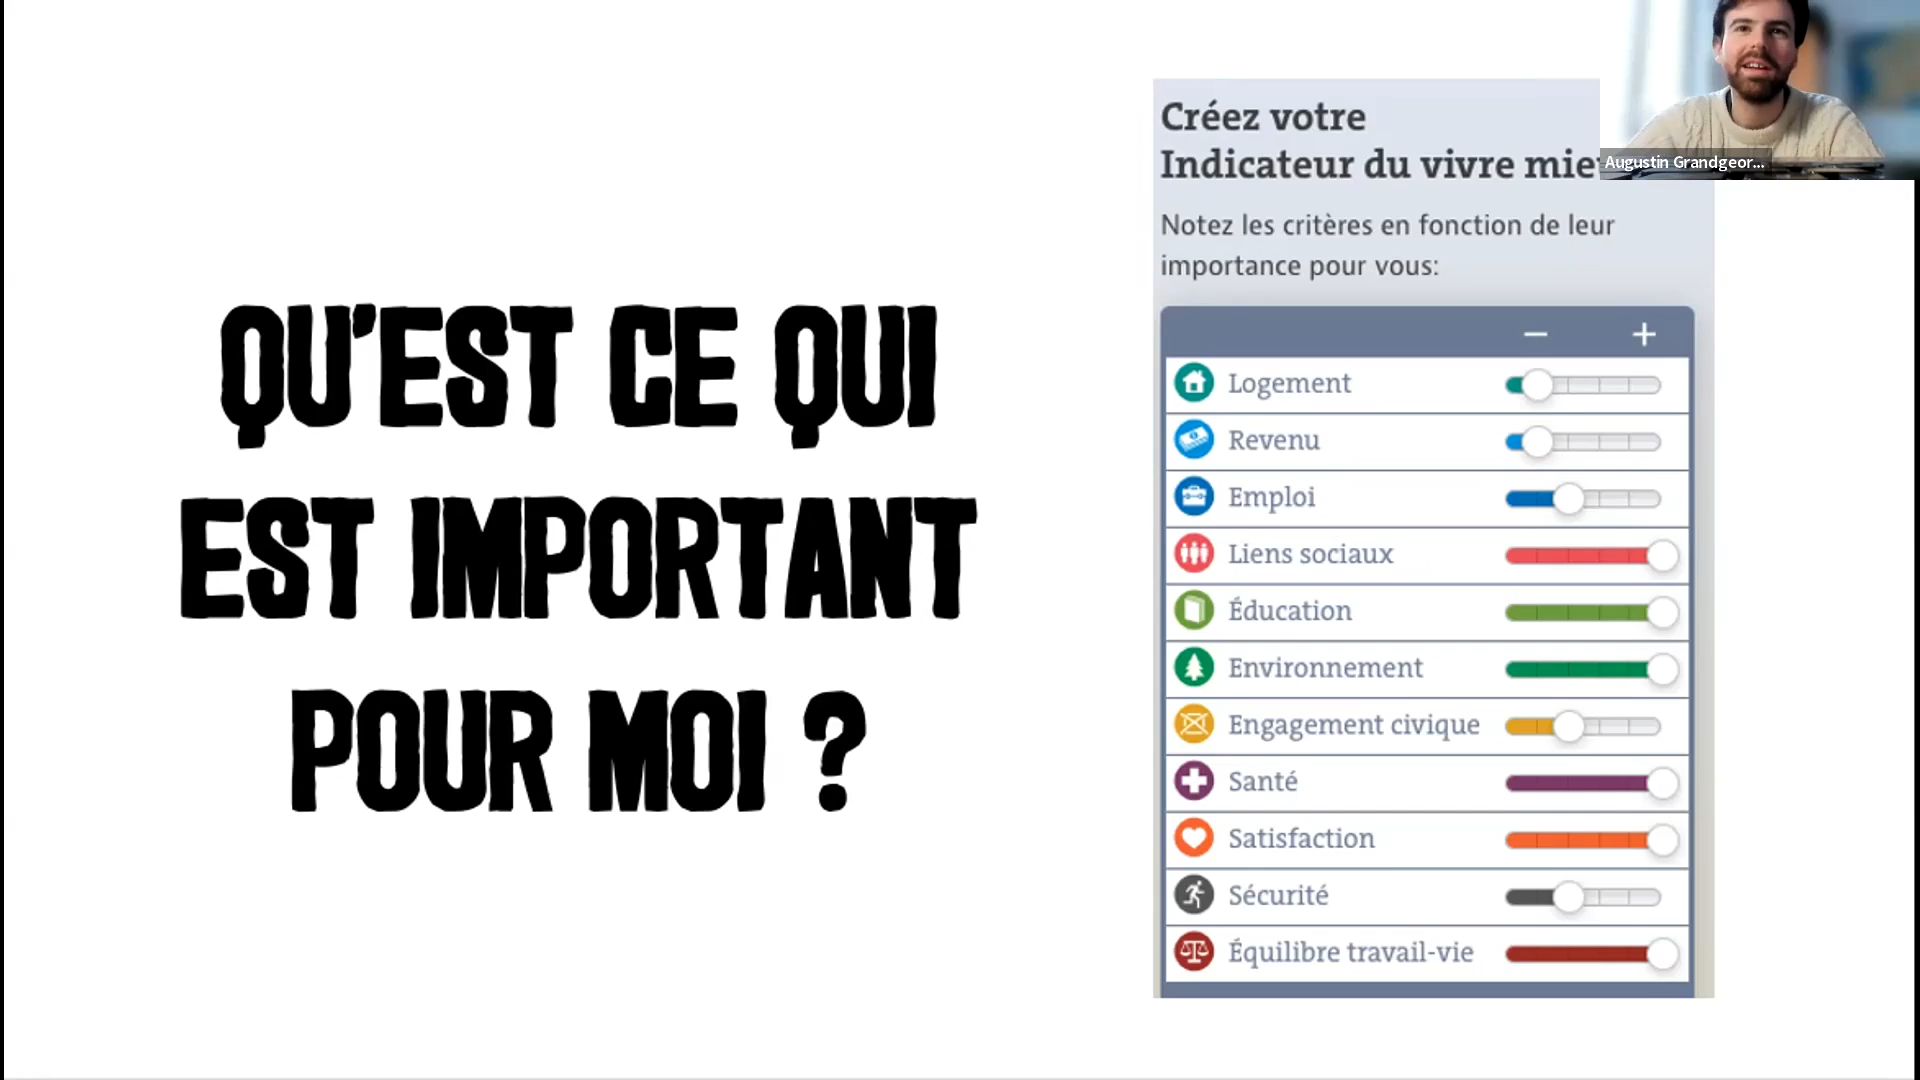 QU'EST CE QUI
EST IMPORTANT
POUR MOI ?
Créez votre
Indicateur du vivre
Notez les critères en fonction de leur
importance pour vous:
− +
Logement
Revenu
Emploi
Liens sociaux
Éducation
Environnement
Engagement civique
Santé
Satisfaction
Sécurité
Équilibre travail-vie
Augustin Grandgeor...